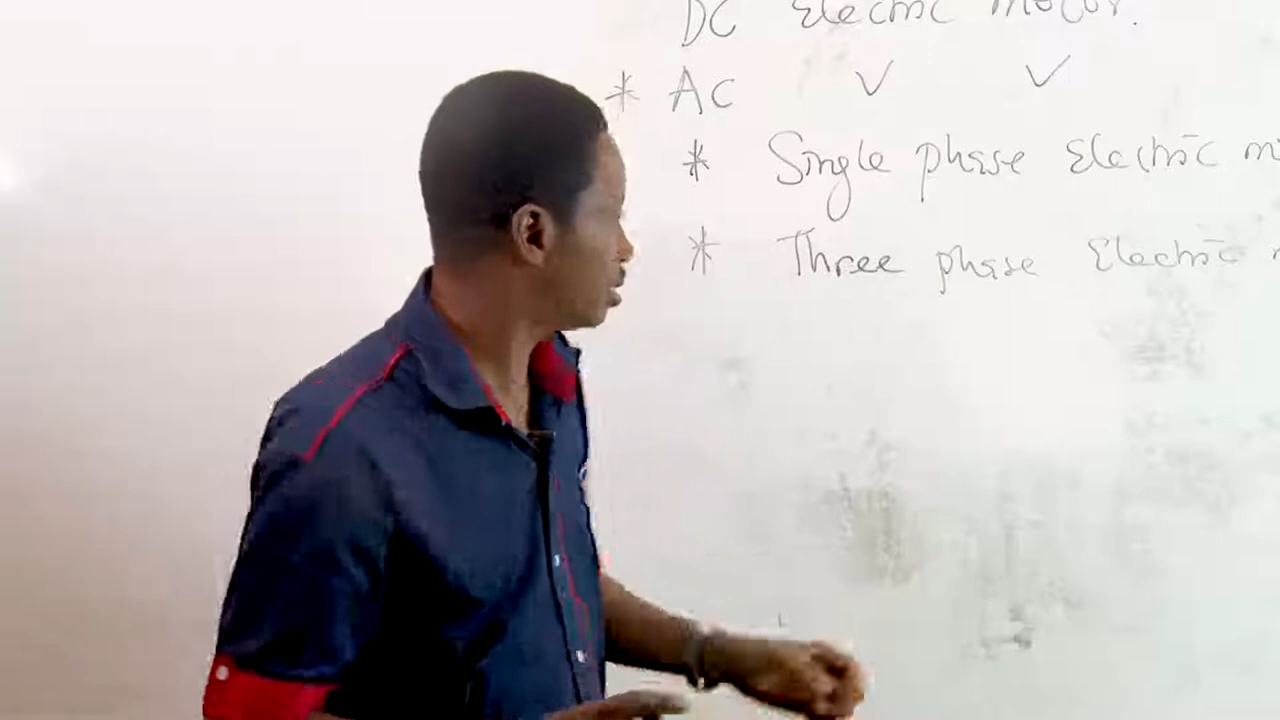 DC Electric motor.
* AC ✓ ✓
* Single phase Electric
* Three phase Electric